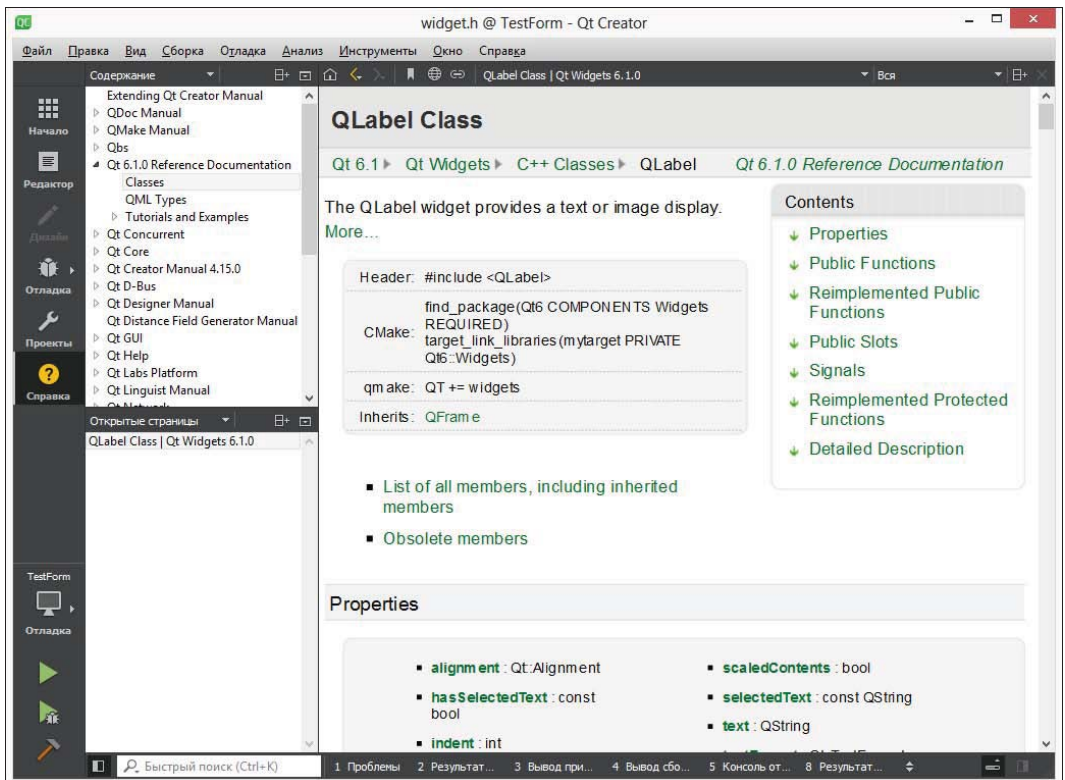 widget.h @ TestForm - Qt Creator
Файл Правка Вид Сборка Отладка Анализ Инструменты Окно Справка
Содержание
QLabel Class | Qt Widgets 6.1.0
Вся
Начало
Редактор
Дизайн
Отладка
Проекты
Справка
Extending Qt Creator Manual
QDoc Manual
QMake Manual
Qbs
Qt 6.1.0 Reference Documentation
Classes
QML Types
Tutorials and Examples
Qt Concurrent
Qt Core
Qt Creator Manual 4.15.0
Qt D-Bus
Qt Designer Manual
Qt Distance Field Generator Manual
Qt GUI
Qt Help
Qt Labs Platform
Qt Linguist Manual
Открытые страницы
QLabel Class | Qt Widgets 6.1.0
QLabel Class
Qt 6.1 Qt Widgets C++ Classes QLabel Qt 6.1.0 Reference Documentation
The QLabel widget provides a text or image display.
More...
Header: #include <QLabel>
CMake: find_package(Qt6 COMPONENTS Widgets
REQUIRED)
target_link_libraries(mytarget PRIVATE
Qt6::Widgets)
qmake: QT += widgets
Inherits: QFrame
Contents
Properties
Public Functions
Reimplemented Public
Functions
Public Slots
Signals
Reimplemented Protected
Functions
Detailed Description
List of all members, including inherited
members
Obsolete members
Properties
alignment : Qt::Alignment
hasSelectedText : const
bool
indent : int
scaledContents : bool
selectedText : const QString
text : QString
TestForm
Отладка
Быстрый поиск (Ctrl+K)
1 Проблемы 2 Результат... 3 Вывод при... 4 Вывод сбо... 5 Консоль от... 8 Результат...